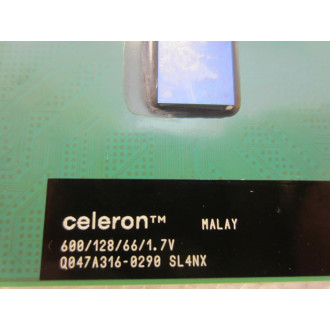 celeron™ MALAY
600/128/66/1.7V
Q047A316-0290 SL4NX